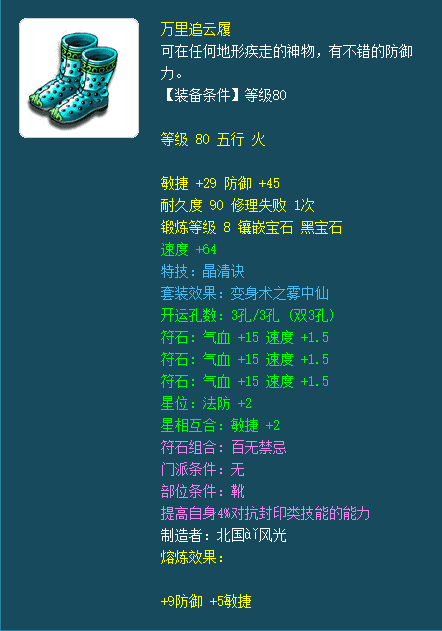 万里追云履
可在任何地形疾走的神物，有不错的防御
力。
【装备条件】等级80
等级 80 五行 火
敏捷 +29 防御 +45
耐久度 90 修理失败 1次
锻炼等级 8 镶嵌宝石 黑宝石
速度 +64
特技：晶清诀
套装效果：变身术之雾中仙
开运孔数：3孔/3孔 (双3孔)
符石: 气血 +15 速度 +1.5
符石: 气血 +15 速度 +1.5
符石: 气血 +15 速度 +1.5
星位：法防 +2
星相互合：敏捷 +2
符石组合: 百无禁忌
门派条件: 无
部位条件: 靴
提高自身4%对抗封印类技能的能力
制造者：北国àÝ风光
熔炼效果：
+9防御 +5敏捷